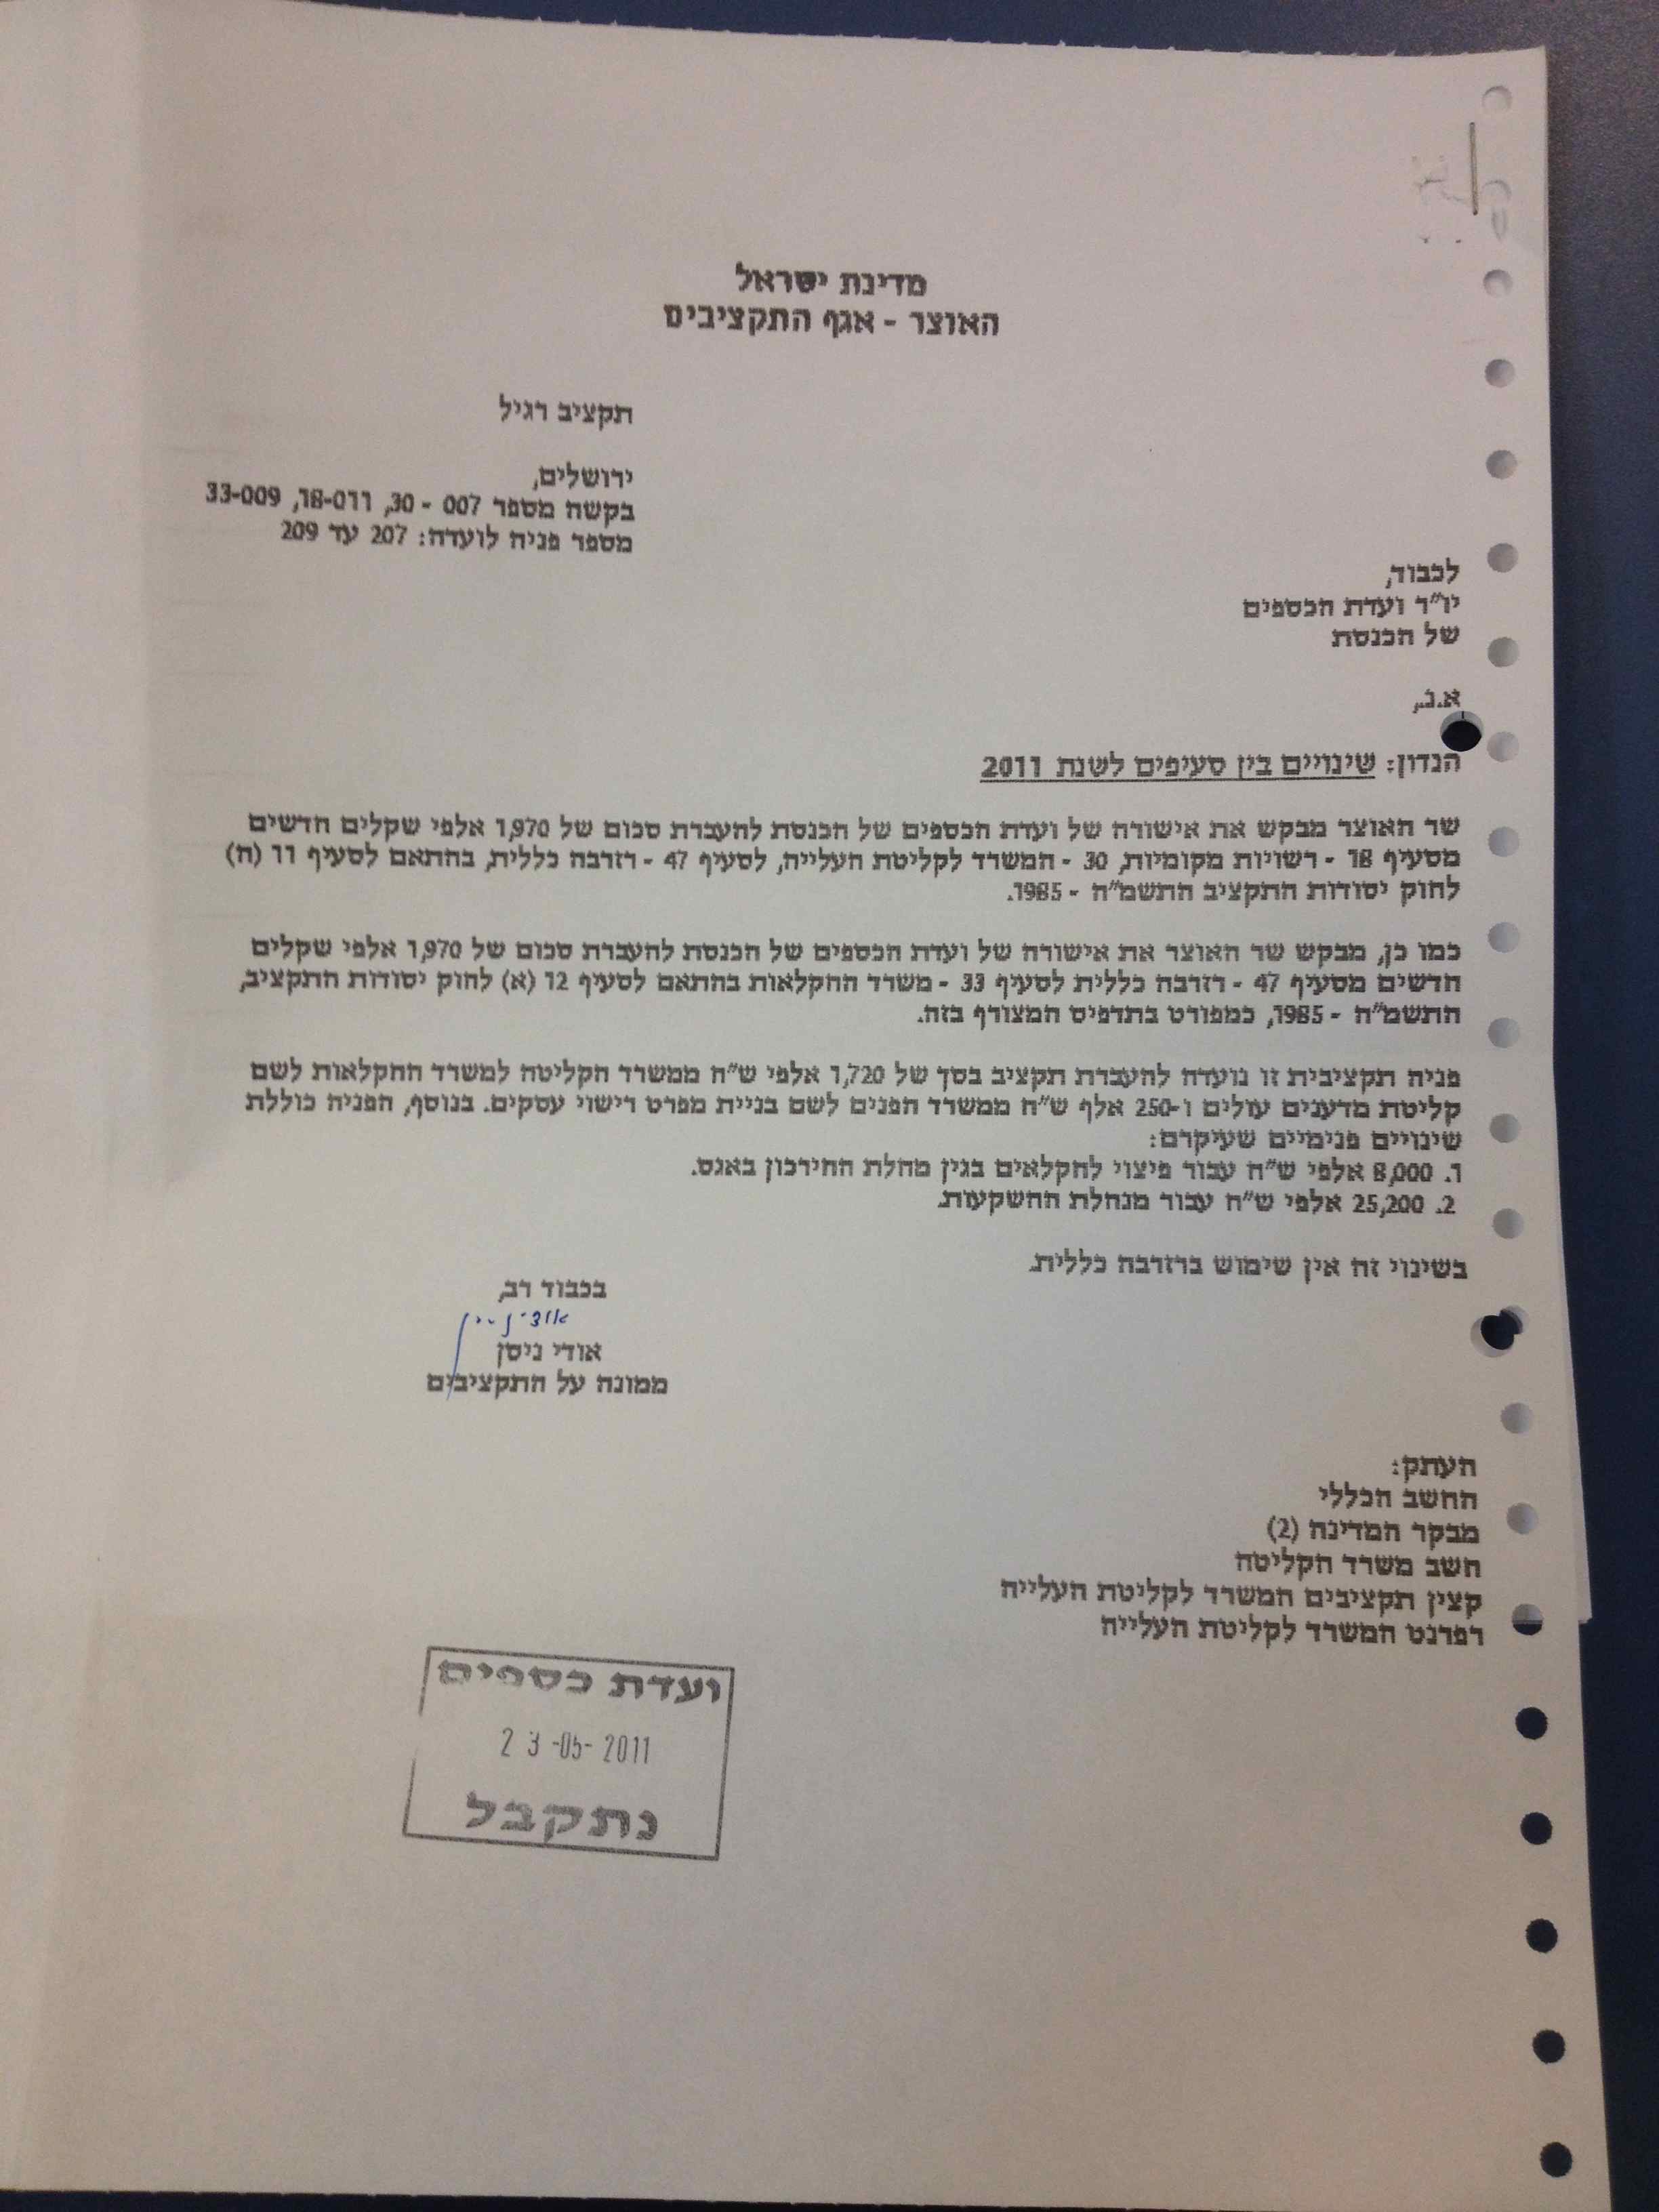 מדינת ישראל
האוצר - אגף התקציבים
תקציב רגיל
ירושלים,
בקשה מספר 007 - 30, 18-011, 33-009
מספר פניה לועדה: 207 עד 209
לכבוד,
יו"ר ועדת הכספים
של הכנסת
א.נ.,
הנדון: שינויים בין סעיפים לשנת 2011
שר האוצר מבקש את אישורה של ועדת הכספים של הכנסת להעברת סכום של 1,970 אלפי שקלים חדשים
מסעיף 18 - רשויות מקומיות, 30 - המשרד לקליטת העלייה, לסעיף 47 - רזרבה כללית, בהתאם לסעיף 11 (ה)
לחוק יסודות התקציב התשמ"ה - 1985.
כמו כן, מבקש שר האוצר את אישורה של ועדת הכספים של הכנסת להעברת סכום של 1,970 אלפי שקלים
חדשים מסעיף 47 - רזרבה כללית לסעיף 33 - משרד החקלאות בהתאם לסעיף 12 (א) לחוק יסודות התקציב,
התשמ"ה - 1985, כמפורט בתדפיס המצורף בזה.
פניה תקציבית זו נועדה להעברת תקציב בסך של 1,720 אלפי ש"ח ממשרד הקליטה למשרד החקלאות לשם
קליטת מדענים עולים ו-250 אלף ש"ח ממשרד הפנים לשם בניית מפרט רישוי עסקים. בנוסף, הפניה כוללת
שינויים פנימיים שעיקרם:
1. 8,000 אלפי ש"ח עבור פיצוי לחקלאים בגין מחלת החירכון באגס.
2. 25,200 אלפי ש"ח עבור מנהלת ההשקעות.
בשינוי זה אין שימוש ברזרבה כללית.
בכבוד רב,
אודי ניסן
ממונה על התקציבים
העתק:
החשב הכללי
מבקר המדינה (2)
חשב משרד הקליטה
קצין תקציבים המשרד לקליטת העלייה
רפרנט המשרד לקליטת העלייה
ועדת כספים
23-05-2011
נתקבל